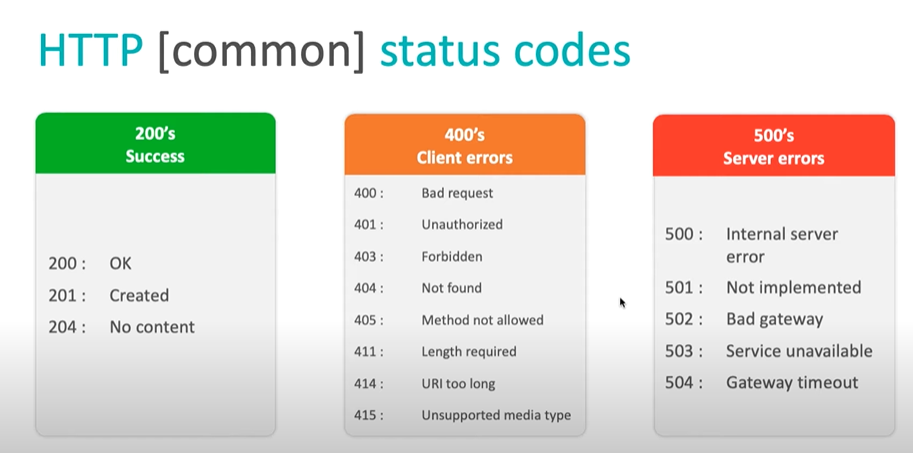 HTTP [common] status codes
200's
Success
200 : OK
201 : Created
204 : No content
400's
Client errors
400 : Bad request
401 : Unauthorized
403 : Forbidden
404 : Not found
405 : Method not allowed
411 : Length required
414 : URI too long
415 : Unsupported media type
500's
Server errors
500 : Internal server
error
501 : Not implemented
502 : Bad gateway
503 : Service unavailable
504 : Gateway timeout